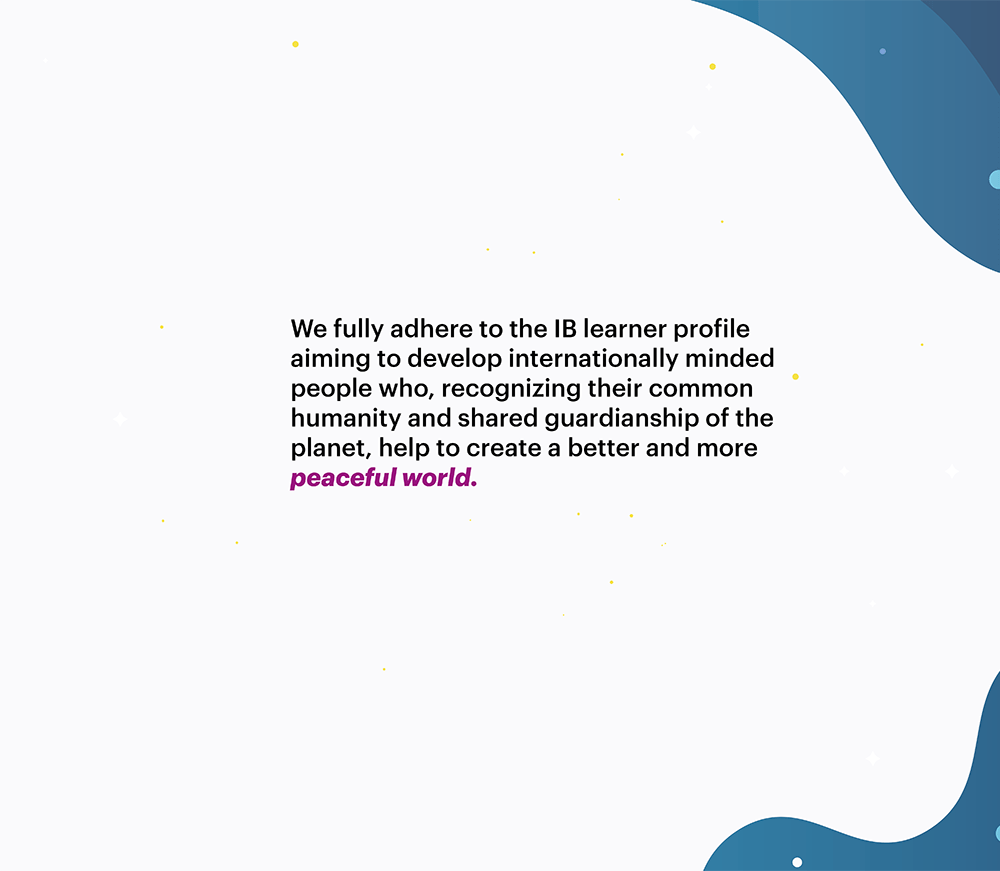 We fully adhere to the IB learner profile
aiming to develop internationally minded
people who, recognizing their common
humanity and shared guardianship of the
planet, help to create a better and more
peaceful world.